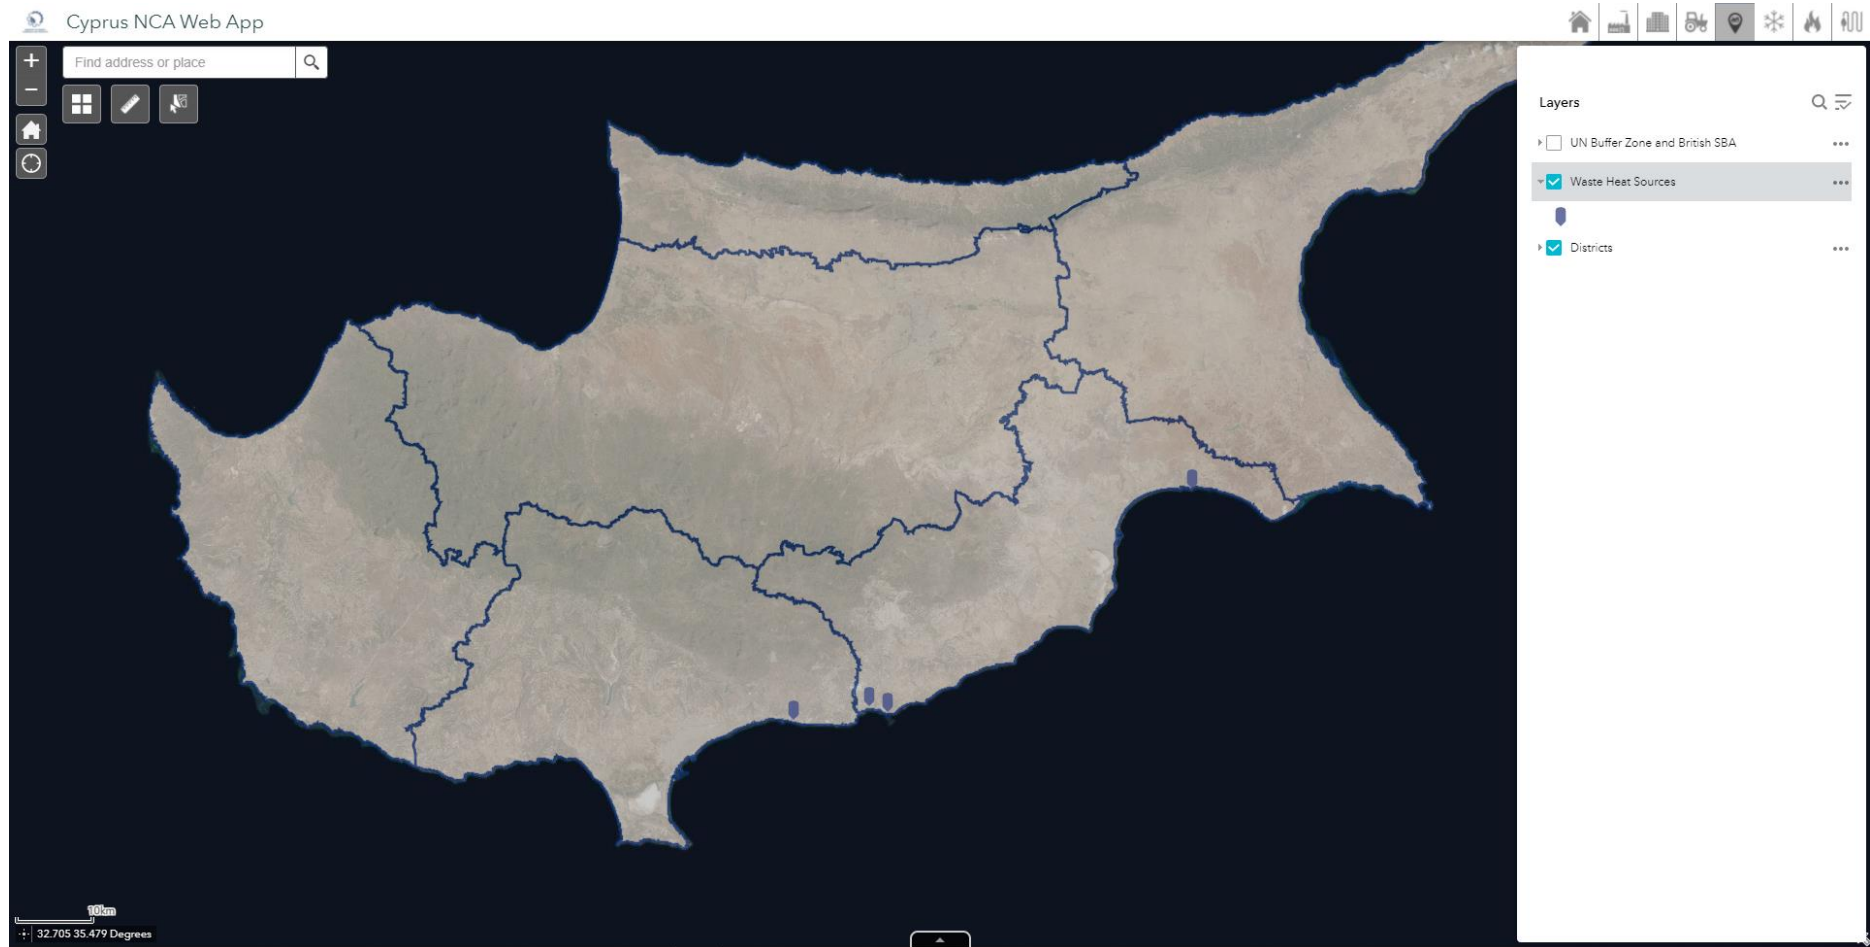 Cyprus NCA Web App
Find address or place
Layers
UN Buffer Zone and British SBA
Waste Heat Sources
Districts
10km
32.705 35.479 Degrees